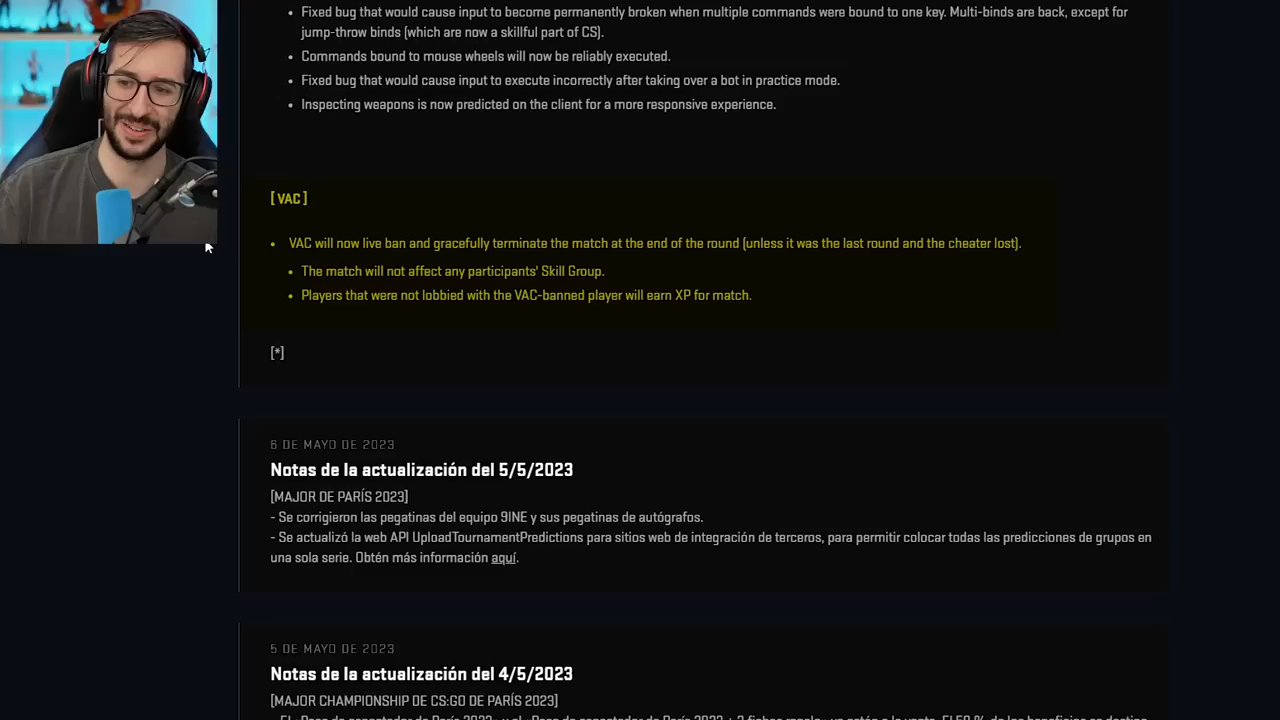 • Fixed bug that would cause input to become permanently broken when multiple commands were bound to one key. Multi-binds are back, except for
jump-throw binds (which are now a skillful part of CS).
• Commands bound to mouse wheels will now be reliably executed.
• Fixed bug that would cause input to execute incorrectly after taking over a bot in practice mode.
• Inspecting weapons is now predicted on the client for a more responsive experience.
[ VAC ]
• VAC will now live ban and gracefully terminate the match at the end of the round (unless it was the last round and the cheater lost).
• The match will not affect any participants' Skill Group.
• Players that were not lobbied with the VAC-banned player will earn XP for match.
[*]
6 DE MAYO DE 2023
Notas de la actualización del 5/5/2023
[MAJOR DE PARÍS 2023]
- Se corrigieron las pegatinas del equipo 9INE y sus pegatinas de autógrafos.
- Se actualizó la web API UploadTournamentPredictions para sitios web de integración de terceros, para permitir colocar todas las predicciones de grupos en
una sola serie. Obtén más información aquí.
5 DE MAYO DE 2023
Notas de la actualización del 4/5/2023
[MAJOR CHAMPIONSHIP DE CS:GO DE PARÍS 2023]